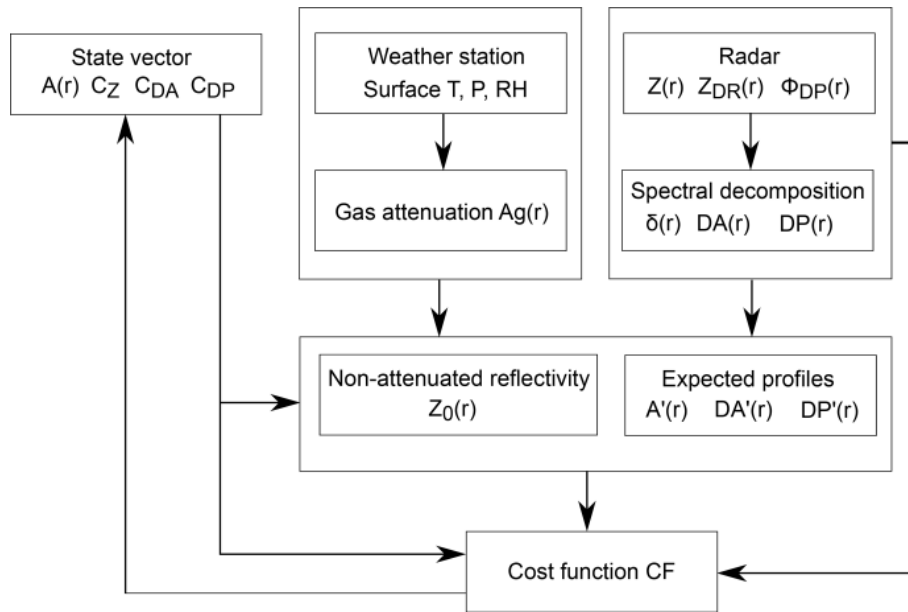 State vector
A(r) C_Z C_DA C_DP
Weather station
Surface T, P, RH
Gas attenuation Ag(r)
Radar
Z(r) Z_DR(r) Φ_DP(r)
Spectral decomposition
δ(r) DA(r) DP(r)
Non-attenuated reflectivity
Z_0(r)
Expected profiles
A'(r) DA'(r) DP'(r)
Cost function CF